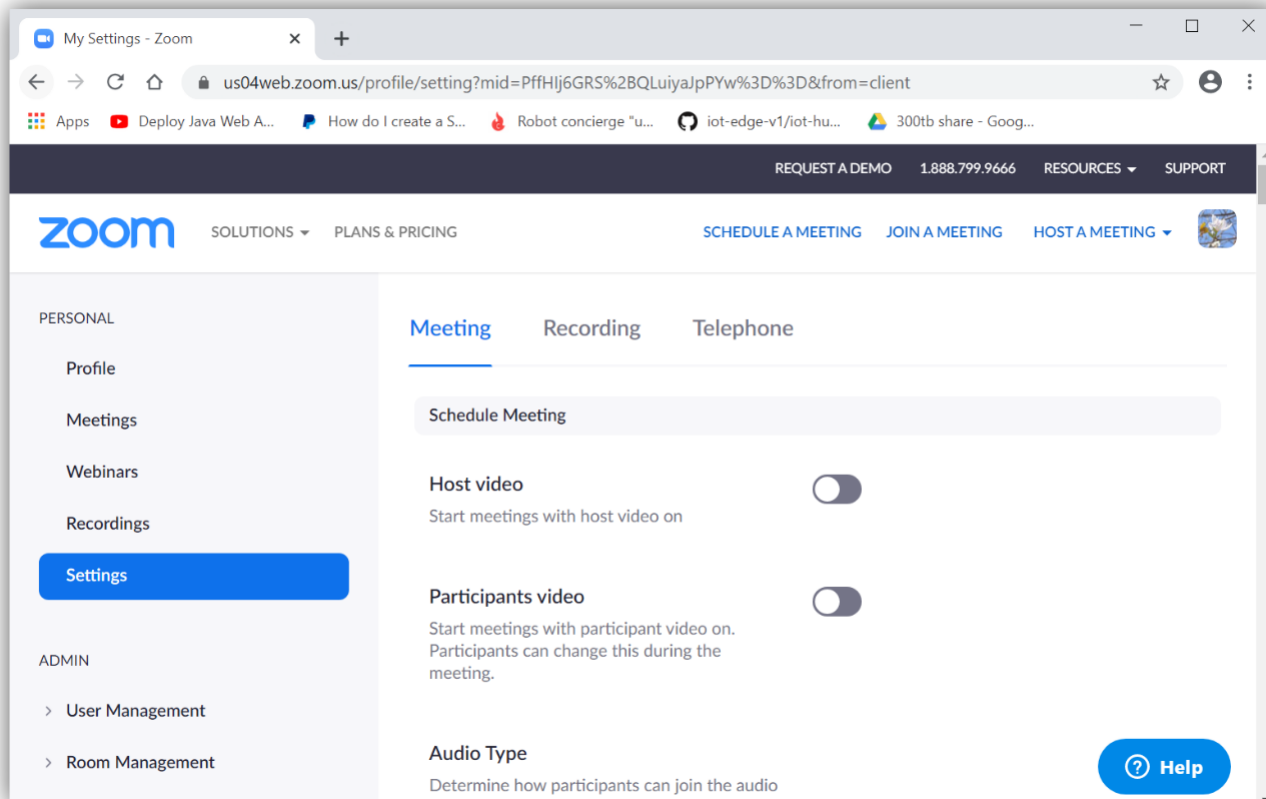 My Settings - Zoom
us04web.zoom.us/profile/setting?mid=PffHIj6GRS%2BQLuiyaJpPYw%3D%3D&from=client
Apps Deploy Java Web A... How do I create a S... Robot concierge "u... iot-edge-v1/iot-hu... 300tb share - Goog...
REQUEST A DEMO 1.888.799.9666 RESOURCES SUPPORT
zoom SOLUTIONS PLANS & PRICING SCHEDULE A MEETING JOIN A MEETING HOST A MEETING
PERSONAL
Profile
Meetings
Webinars
Recordings
Settings
ADMIN
User Management
Room Management
Meeting Recording Telephone
Schedule Meeting
Host video
Start meetings with host video on
Participants video
Start meetings with participant video on.
Participants can change this during the
meeting.
Audio Type
Determine how participants can join the audio
Help